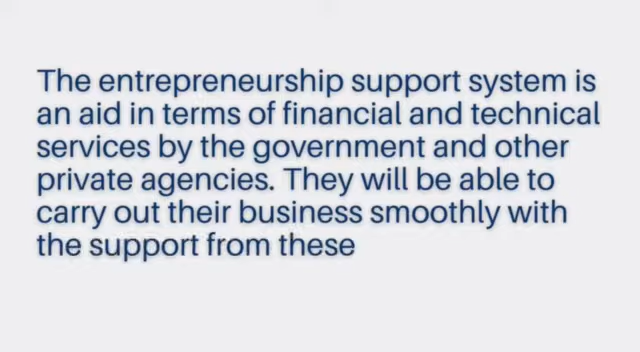 The entrepreneurship support system is
an aid in terms of financial and technical
services by the government and other
private agencies. They will be able to
carry out their business smoothly with
the support from these